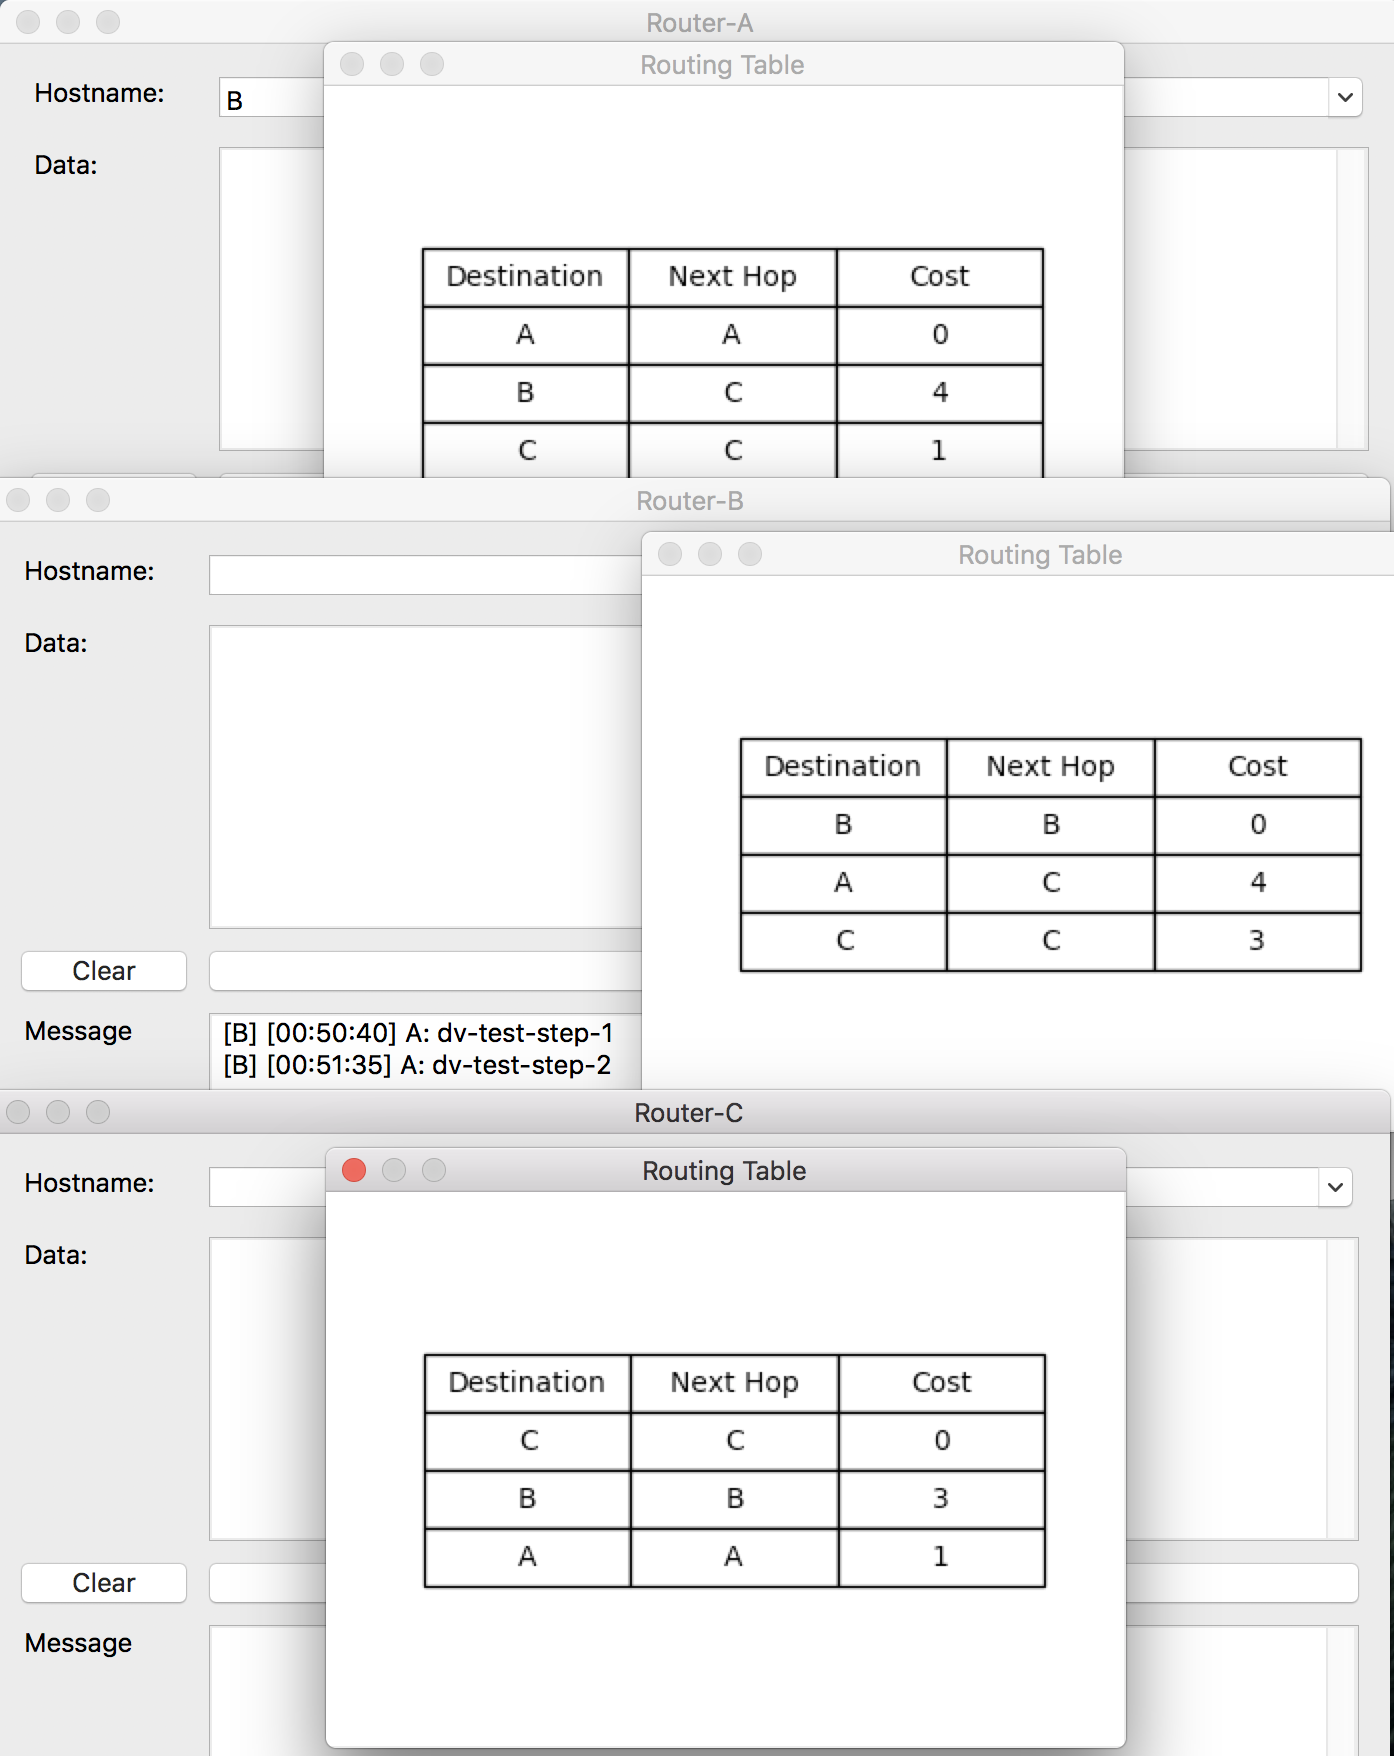 Router-A
Routing Table
Hostname:
B
Data:
Destination Next Hop Cost
A A 0
B C 4
C C 1
Router-B
Routing Table
Hostname:
Data:
Destination Next Hop Cost
B B 0
A C 4
C C 3
Clear
Message
[B] [00:50:40] A: dv-test-step-1
[B] [00:51:35] A: dv-test-step-2
Router-C
Routing Table
Hostname:
Data:
Destination Next Hop Cost
C C 0
B B 3
A A 1
Clear
Message